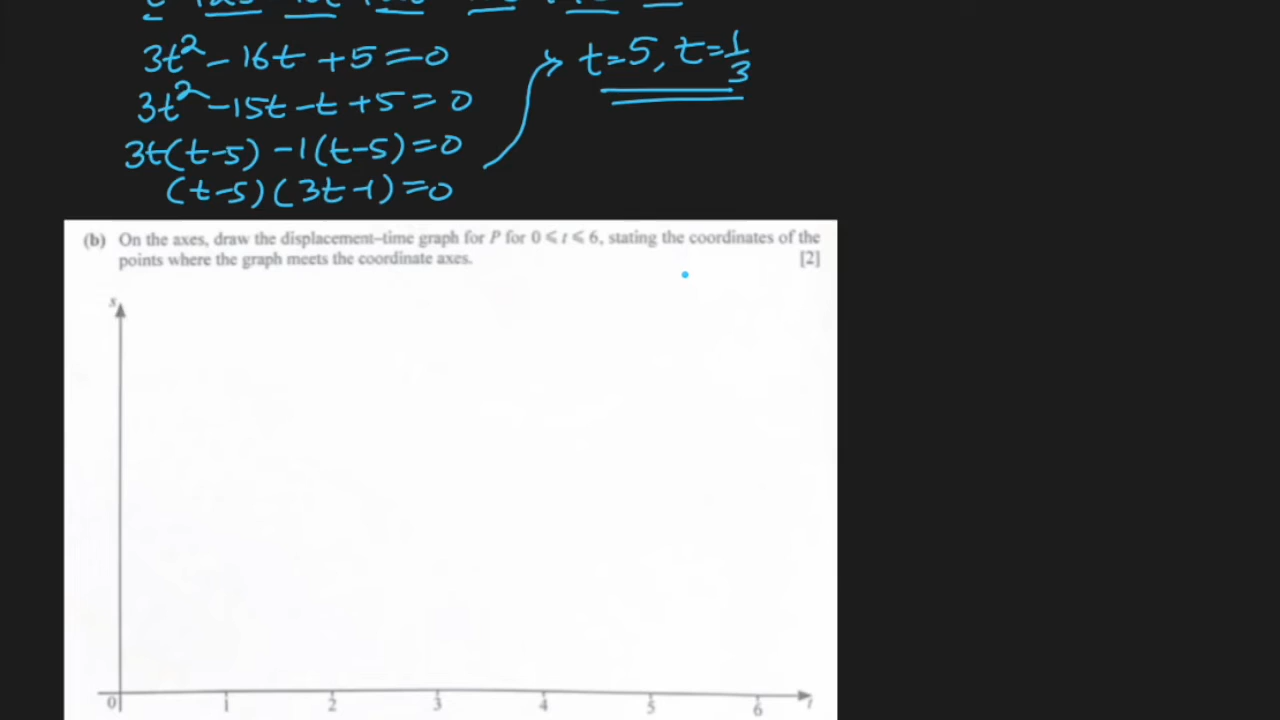 3t² - 16t + 5 = 0
3t² - 15t - t + 5 = 0
3t(t-5) - 1(t-5) = 0
(t-5)(3t-1) = 0
t=5, t=1/3
(b) On the axes, draw the displacement–time graph for P for 0 ⩽ t ⩽ 6, stating the coordinates of the
points where the graph meets the coordinate axes. [2]
s
0 1 2 3 4 5 6 t